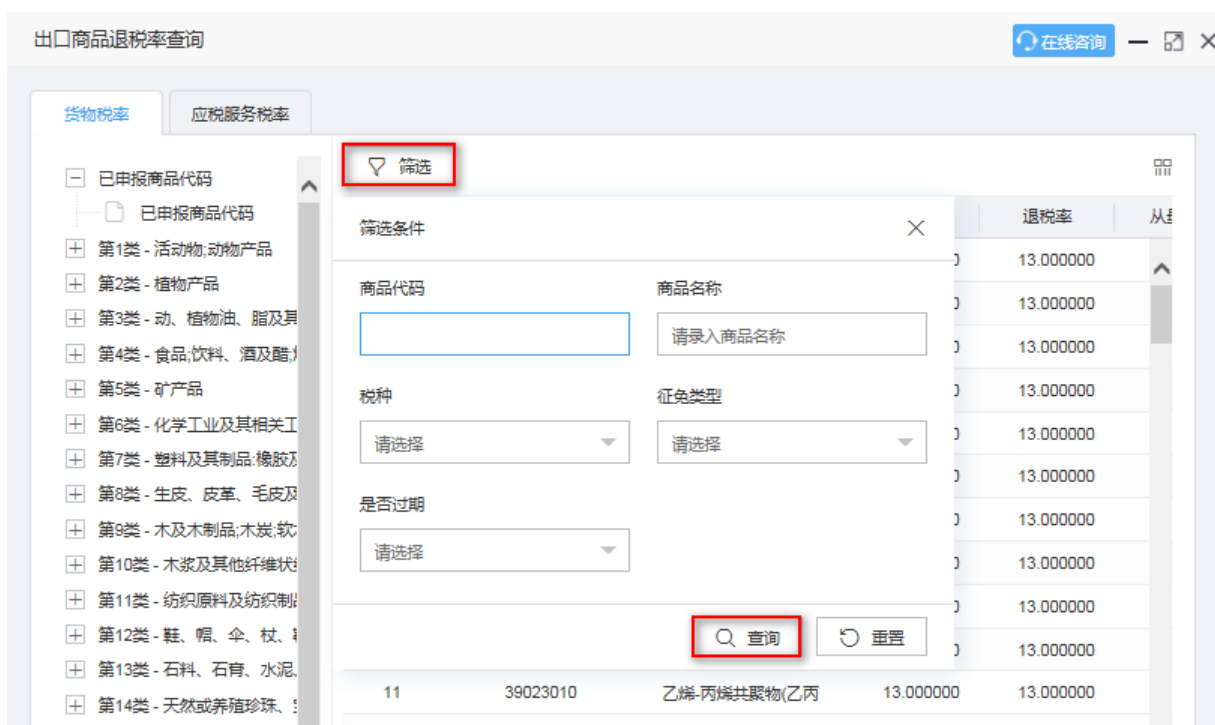 出口商品退税率查询
在线咨询
货物税率
应税服务税率
已申报商品代码
已申报商品代码
第1类 - 活动物;动物产品
第2类 - 植物产品
第3类 - 动、植物油、脂及其
第4类 - 食品;饮料、酒及醋;
第5类 - 矿产品
第6类 - 化学工业及其相关工
第7类 - 塑料及其制品:橡胶及
第8类 - 生皮、皮革、毛皮及
第9类 - 木及木制品;木炭;软
第10类 - 木浆及其他纤维状
第11类 - 纺织原料及纺织制
第12类 - 鞋、帽、伞、杖、
第13类 - 石料、石膏、水泥、
第14类 - 天然或养殖珍珠、
筛选
筛选条件
商品代码
商品名称
请录入商品名称
税种
征免类型
请选择
请选择
是否过期
请选择
查询
重置
退税率
从
13.000000
13.000000
13.000000
13.000000
13.000000
13.000000
13.000000
13.000000
13.000000
13.000000
11 39023010 乙烯-丙烯共聚物(乙丙 13.000000 13.000000